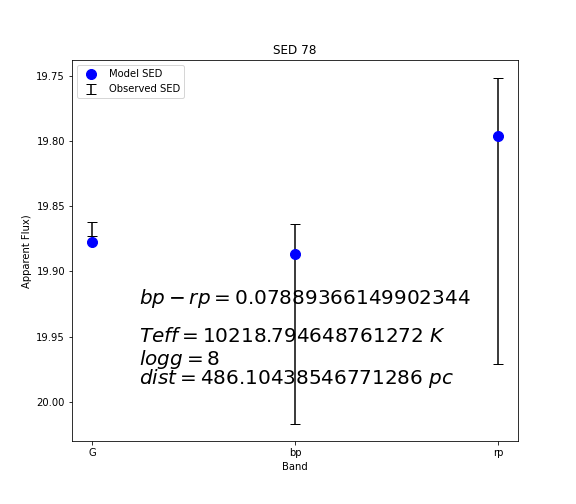 SED 78
Model SED
Observed SED
19.75
19.80
19.85
19.90
19.95
20.00
Apparent Flux)
bp − rp = 0.07889366149902344
Teff = 10218.794648761272 K
logg = 8
dist = 486.10438546771286 pc
G bp rp
Band